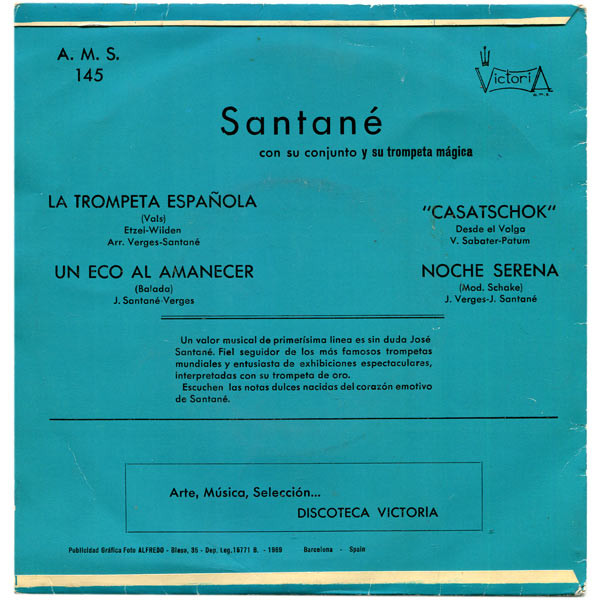 A. M. S.
145
VictoriA
A.M.S.
Santané
con su conjunto y su trompeta mágica
LA TROMPETA ESPAÑOLA
(Vals)
Etzel-Wilden
Arr. Verges-Santané
UN ECO AL AMANECER
(Balada)
J. Santané-Verges
"CASATSCHOK"
Desde el Volga
V. Sabater-Patum
NOCHE SERENA
(Mod. Schake)
J. Verges-J. Santané
Un valor musical de primerísima linea es sin duda José
Santané. Fiel seguidor de los más famosos trompetas
mundiales y entusiasta de exhibiciones espectaculares,
interpretadas con su trompeta de oro.
Escuchen las notas dulces nacidas del corazón emotivo
de Santané.
Arte, Música, Selección...
DISCOTECA VICTORIA
Publicidad Gráfica Foto ALFREDO - Blasa, 35 - Dep. Leg. 16771 B. - 1969 Barcelona - Spain